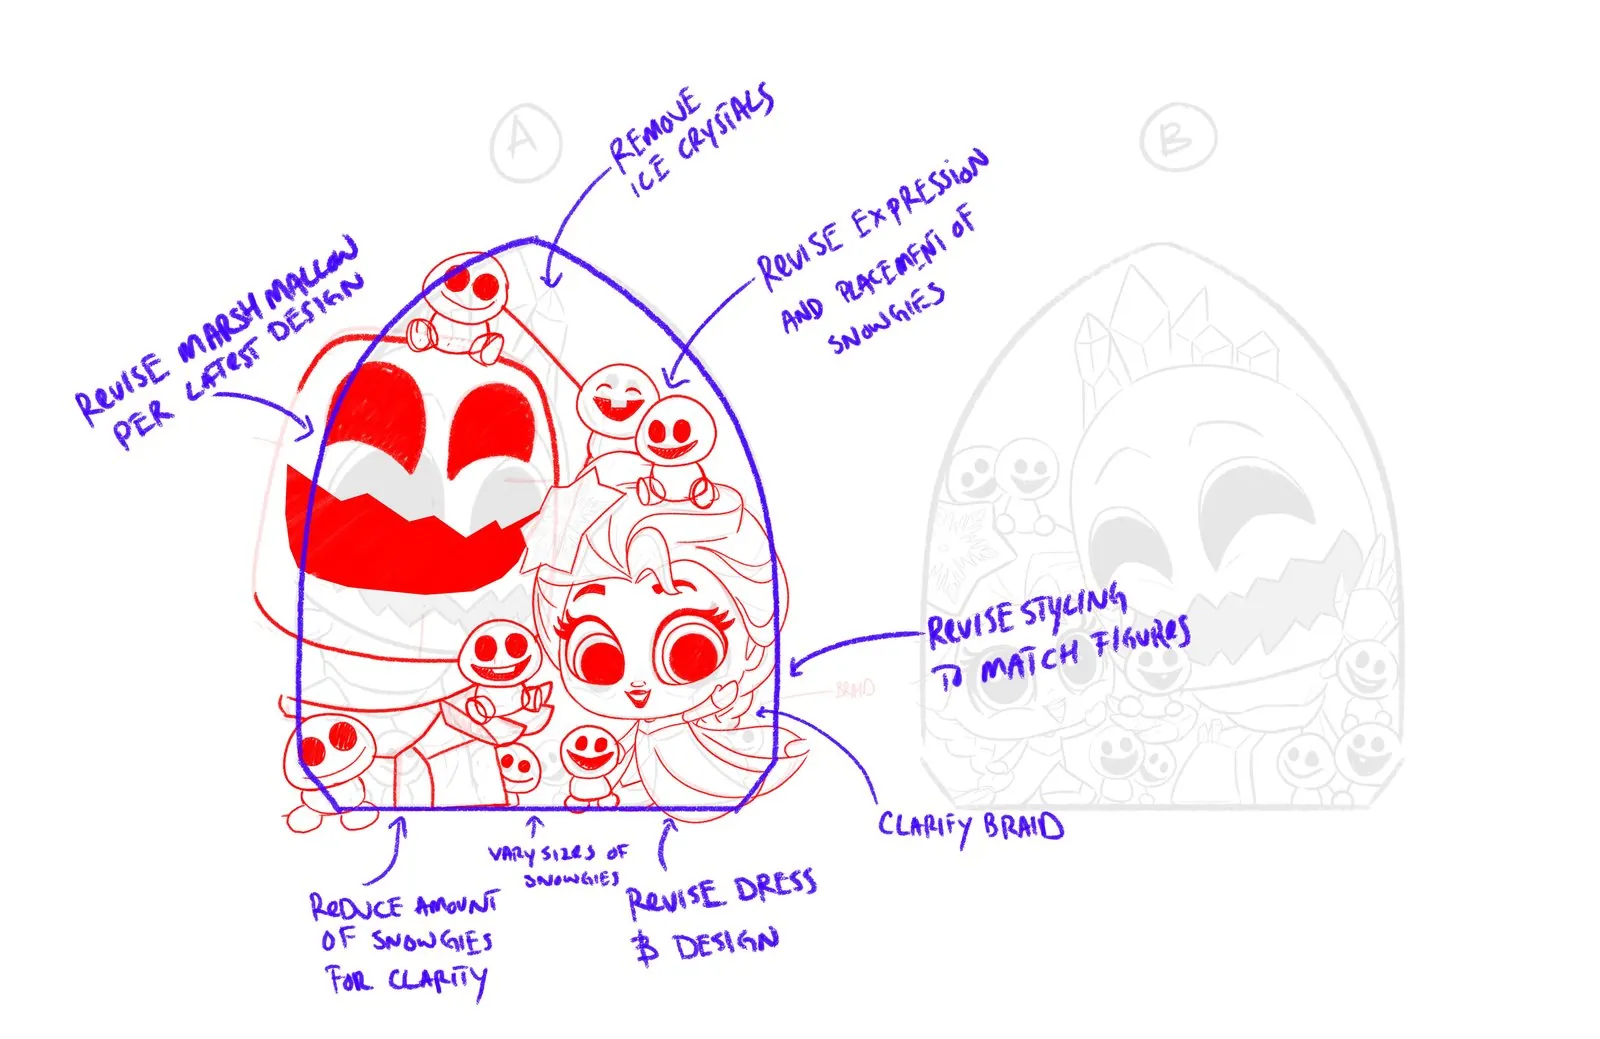 A
B
REMOVE
ICE CRYSTALS
REVISE EXPRESSION
AND PLACEMENT OF
SNOWGIES
REVISE MARSHMALLOW
PER LATEST DESIGN
REVISE STYLING
TO MATCH FIGURES
BRAID
CLARIFY BRAID
VARY SIZES OF
SNOWGIES
REDUCE AMOUNT
OF SNOWGIES
FOR CLARITY
REVISE DRESS
& DESIGN